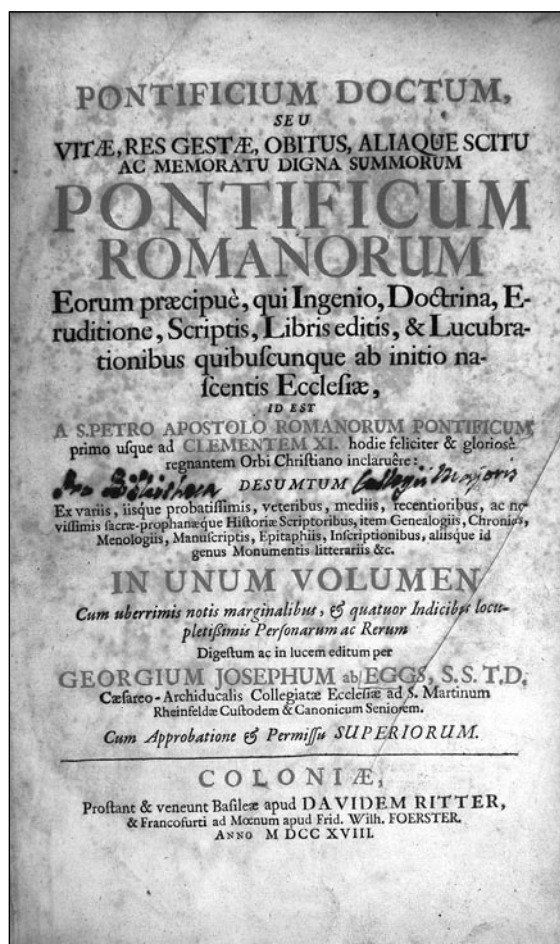 PONTIFICIUM DOCTUM,
SEU
VITÆ, RES GESTÆ, OBITUS, ALIAQUE SCITU
AC MEMORATU DIGNA SUMMORUM
PONTIFICUM
ROMANORUM
Eorum præcipuè, qui Ingenio, Doctrina, E-
ruditione, Scriptis, Libris editis, & Lucubra-
tionibus quibuſcunque ab initio na-
ſcentis Eccleſiæ,
ID EST
A S. PETRO APOSTOLO ROMANORUM PONTIFICUM
primo uſque ad CLEMENTEM XI. hodie feliciter & glorioſè
regnantem Orbi Chriſtiano inclaruêre:
Pro Bibliotheca DESUMTUM Collegii Majoris
Ex variis, iiſque probatiſſimis, veteribus, mediis, recentioribus, ac no-
viſſimis ſacræ-prophanæque Hiſtoriæ Scriptoribus, item Genealogiis, Chronicis,
Menologiis, Manuſcriptis, Epitaphiis, Inſcriptionibus, aliiſque id
genus Monumentis litterariis &c.
IN UNUM VOLUMEN
Cum uberrimis notis marginalibus, & quatuor Indicibus locu-
pletißimis Perſonarum ac Rerum
Digeſtum ac in lucem editum per
GEORGIUM JOSEPHUM ab EGGS, S.S.T.D.
Cæſareo-Archiducalis Collegiatæ Eccleſiæ ad S. Martinum
Rheinfeldæ Cuſtodem & Canonicum Seniorem.
Cum Approbatione & Permiſſu SUPERIORUM.
COLONIÆ,
Proſtant & veneunt Baſileæ apud DAVIDEM RITTER,
& Francofurti ad Mœnum apud Frid. Wilh. FOERSTER.
ANNO M DCC XVIII.